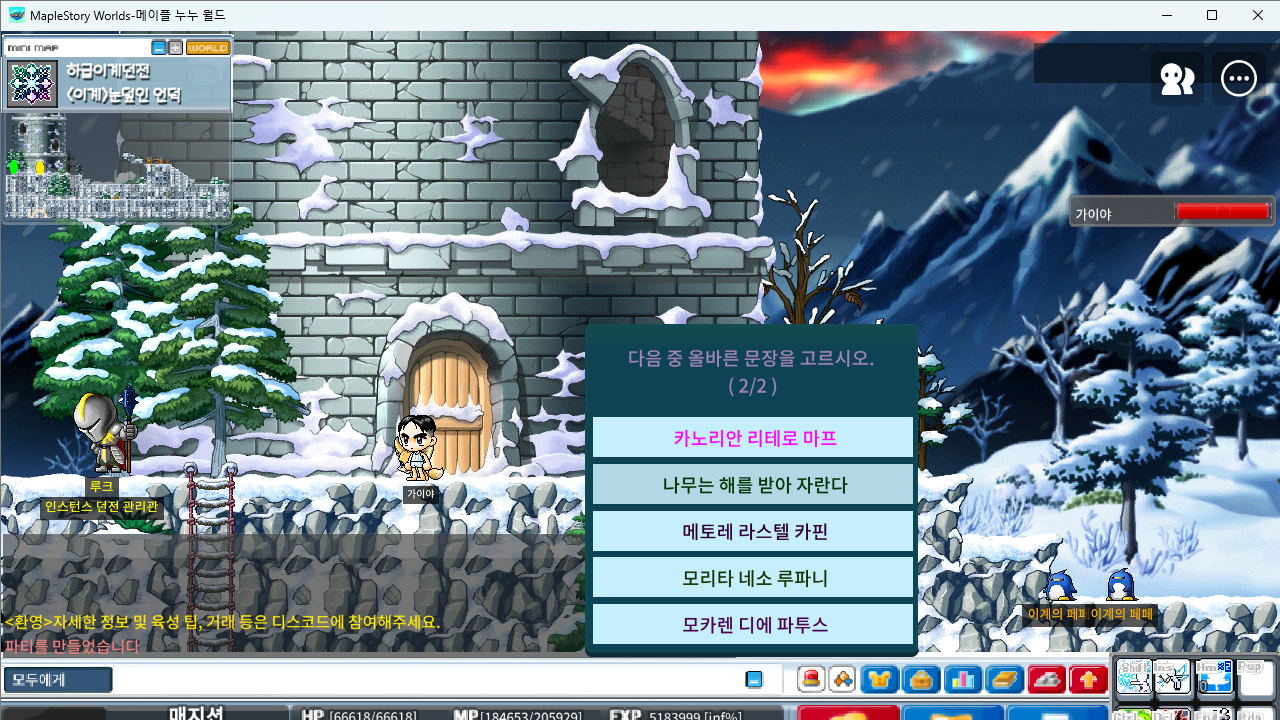 MapleStory Worlds-메이플 누누 월드
MINI MAP
WORLD
하급이계던전
<이계>눈덮인 언덕
가이야
다음 중 올바른 문장을 고르시오.
( 2/2 )
카노리안 리테로 마프
나무는 해를 받아 자란다
메토레 라스텔 카핀
모리타 네소 루파니
모카렌 디에 파투스
루크
인스턴스 던전 관리관
가이야
이계의 페페
이계의 페페
<환영>자세한 정보 및 육성 팁, 거래 등은 디스코드에 참여해주세요.
파티를 만들었습니다
모두에게
매지션
HP [66618/66618]
MP [184653/205929]
EXP 5183999 [inf%]